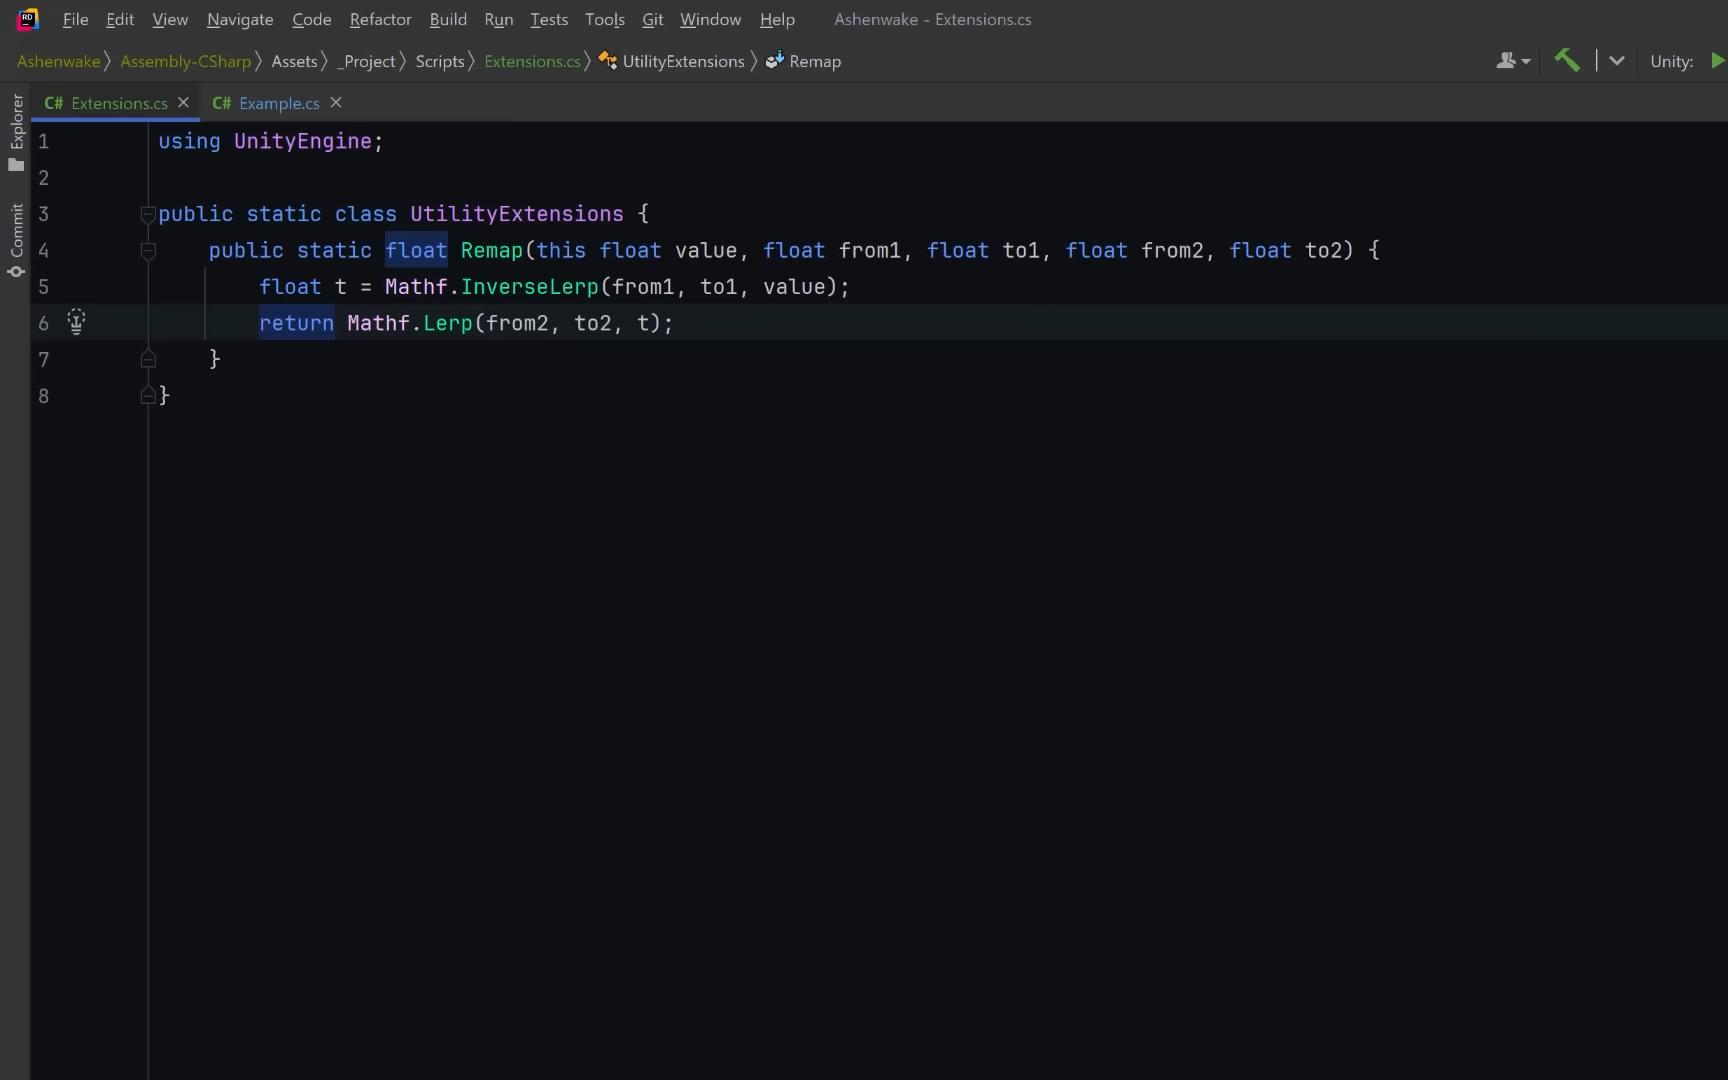 File Edit View Navigate Code Refactor Build Run Tests Tools Git Window Help Ashenwake - Extensions.cs
Ashenwake Assembly-CSharp Assets _Project Scripts Extensions.cs UtilityExtensions Remap Unity:
C# Extensions.cs C# Example.cs
Explorer
Commit
1 using UnityEngine;
2
3 public static class UtilityExtensions {
4 public static float Remap(this float value, float from1, float to1, float from2, float to2) {
5 float t = Mathf.InverseLerp(from1, to1, value);
6 return Mathf.Lerp(from2, to2, t);
7 }
8 }